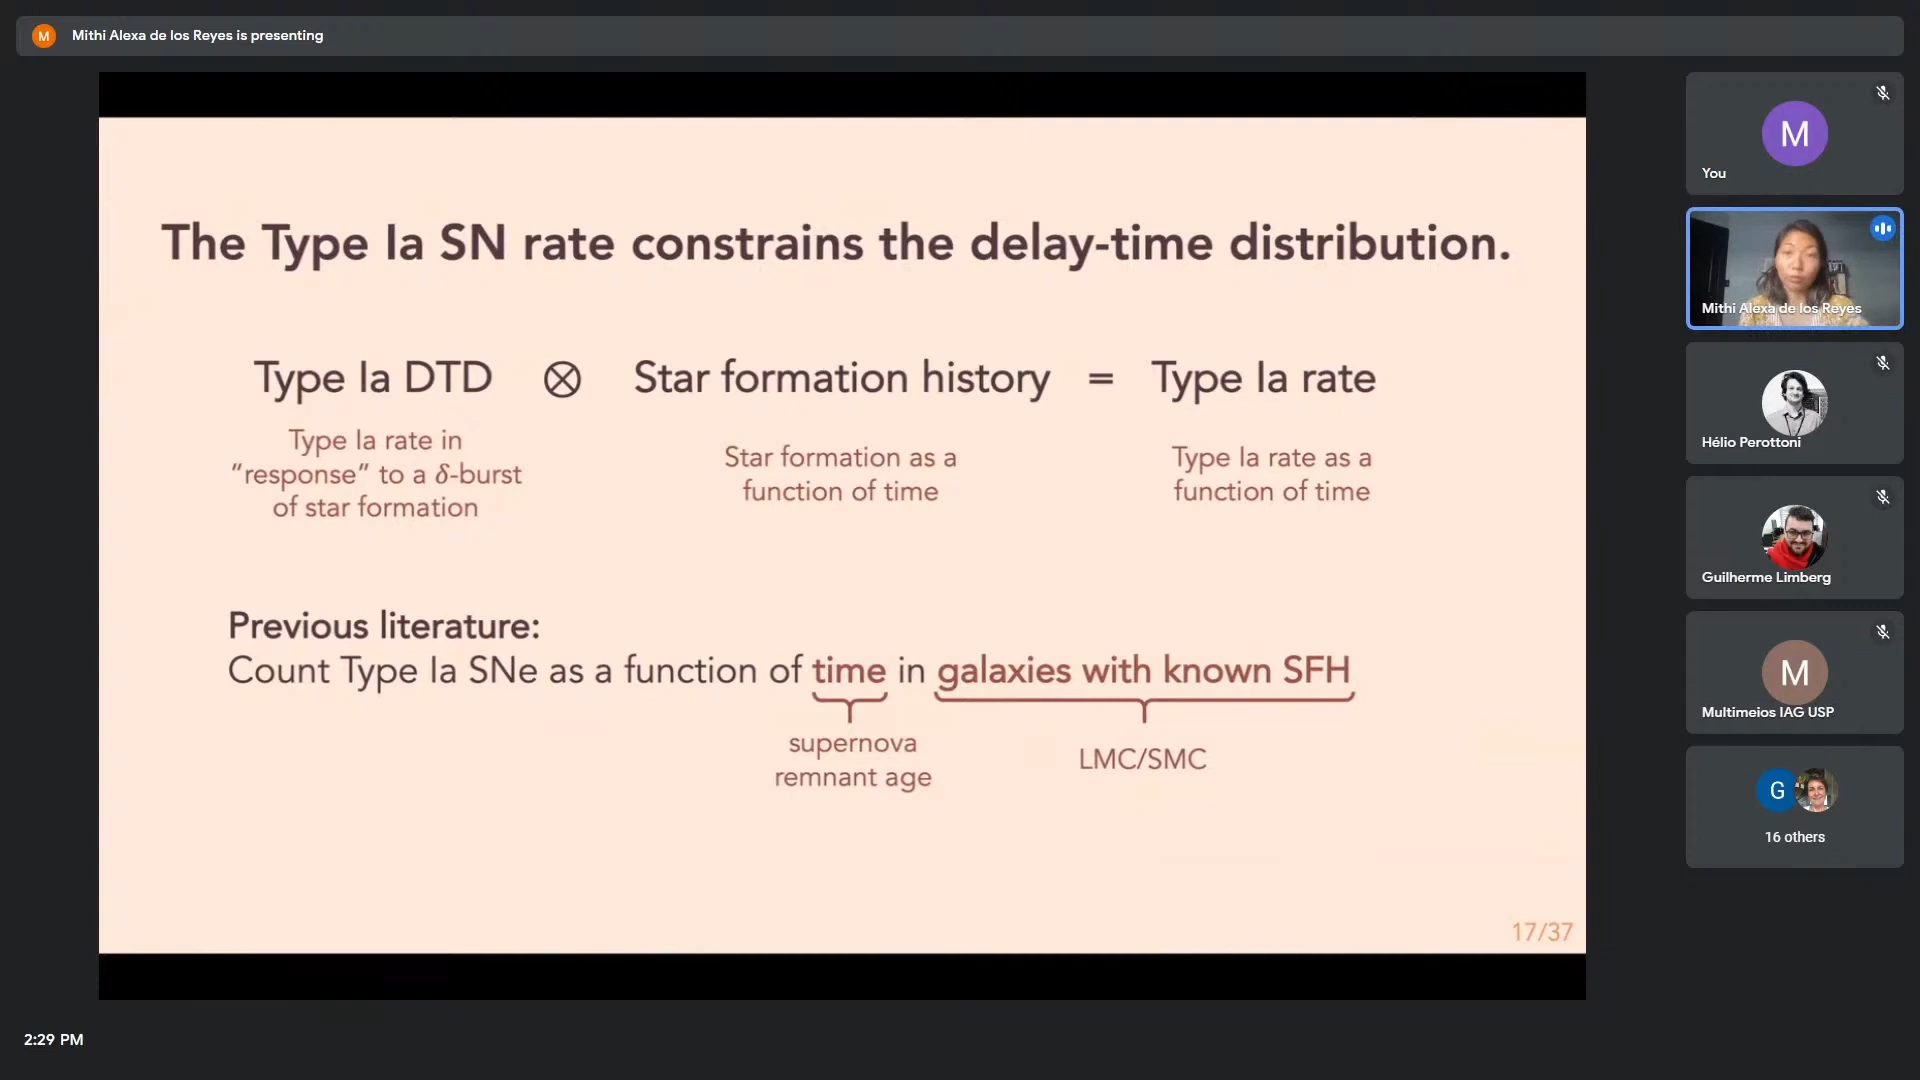 M
Mithi Alexa de los Reyes is presenting
The Type Ia SN rate constrains the delay-time distribution.
Type Ia DTD ⊗ Star formation history = Type Ia rate
Type Ia rate in
“response” to a δ-burst
of star formation
Star formation as a
function of time
Type Ia rate as a
function of time
Previous literature:
Count Type Ia SNe as a function of time in galaxies with known SFH
supernova
remnant age
LMC/SMC
17/37
M
You
Mithi Alexa de los Reyes
Hélio Perottoni
Guilherme Limberg
M
Multimeios IAG USP
G
16 others
2:29 PM